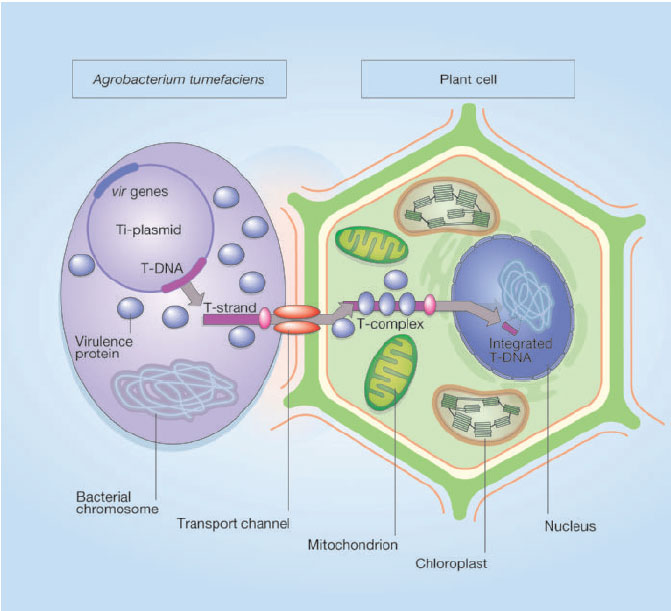 Agrobacterium tumefaciens
Plant cell
vir genes
Ti-plasmid
T-DNA
T-strand
T-complex
Virulence
protein
Integrated
T-DNA
Bacterial
chromosome
Transport channel
Mitochondrion
Chloroplast
Nucleus